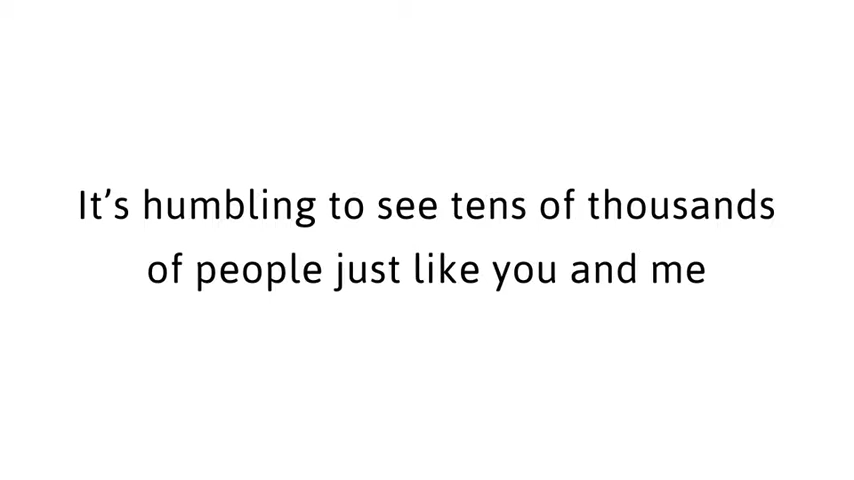 It’s humbling to see tens of thousands
of people just like you and me